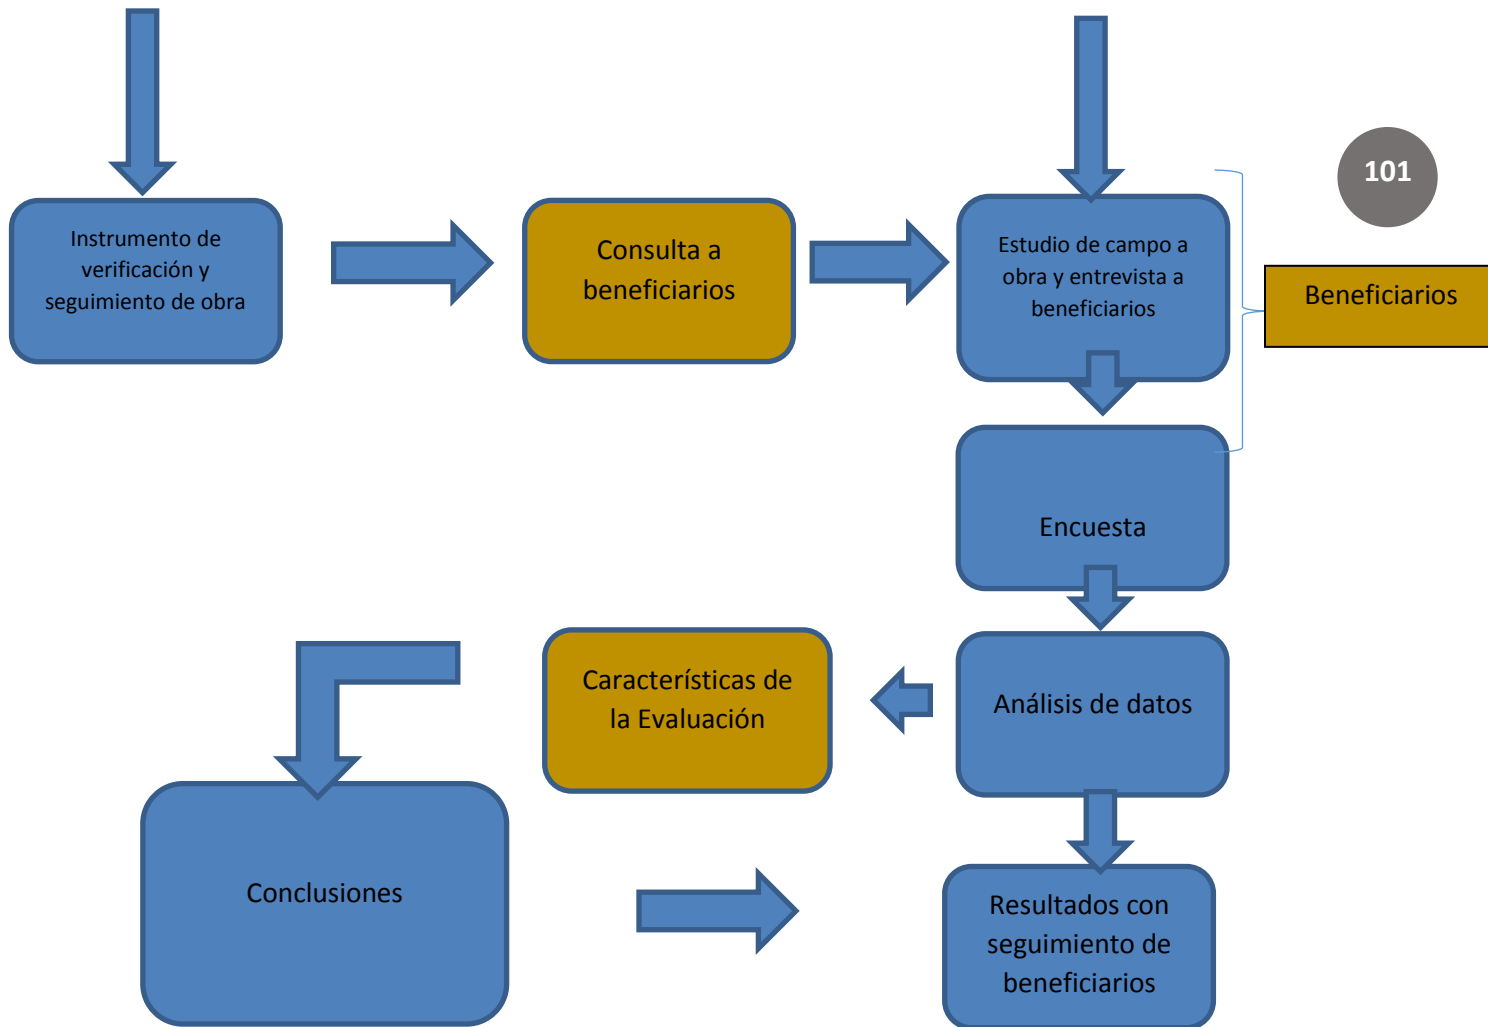 101
Instrumento de
verificación y
seguimiento de obra
Consulta a
beneficiarios
Estudio de campo a
obra y entrevista a
beneficiarios
Beneficiarios
Encuesta
Características de
la Evaluación
Análisis de datos
Conclusiones
Resultados con
seguimiento de
beneficiarios